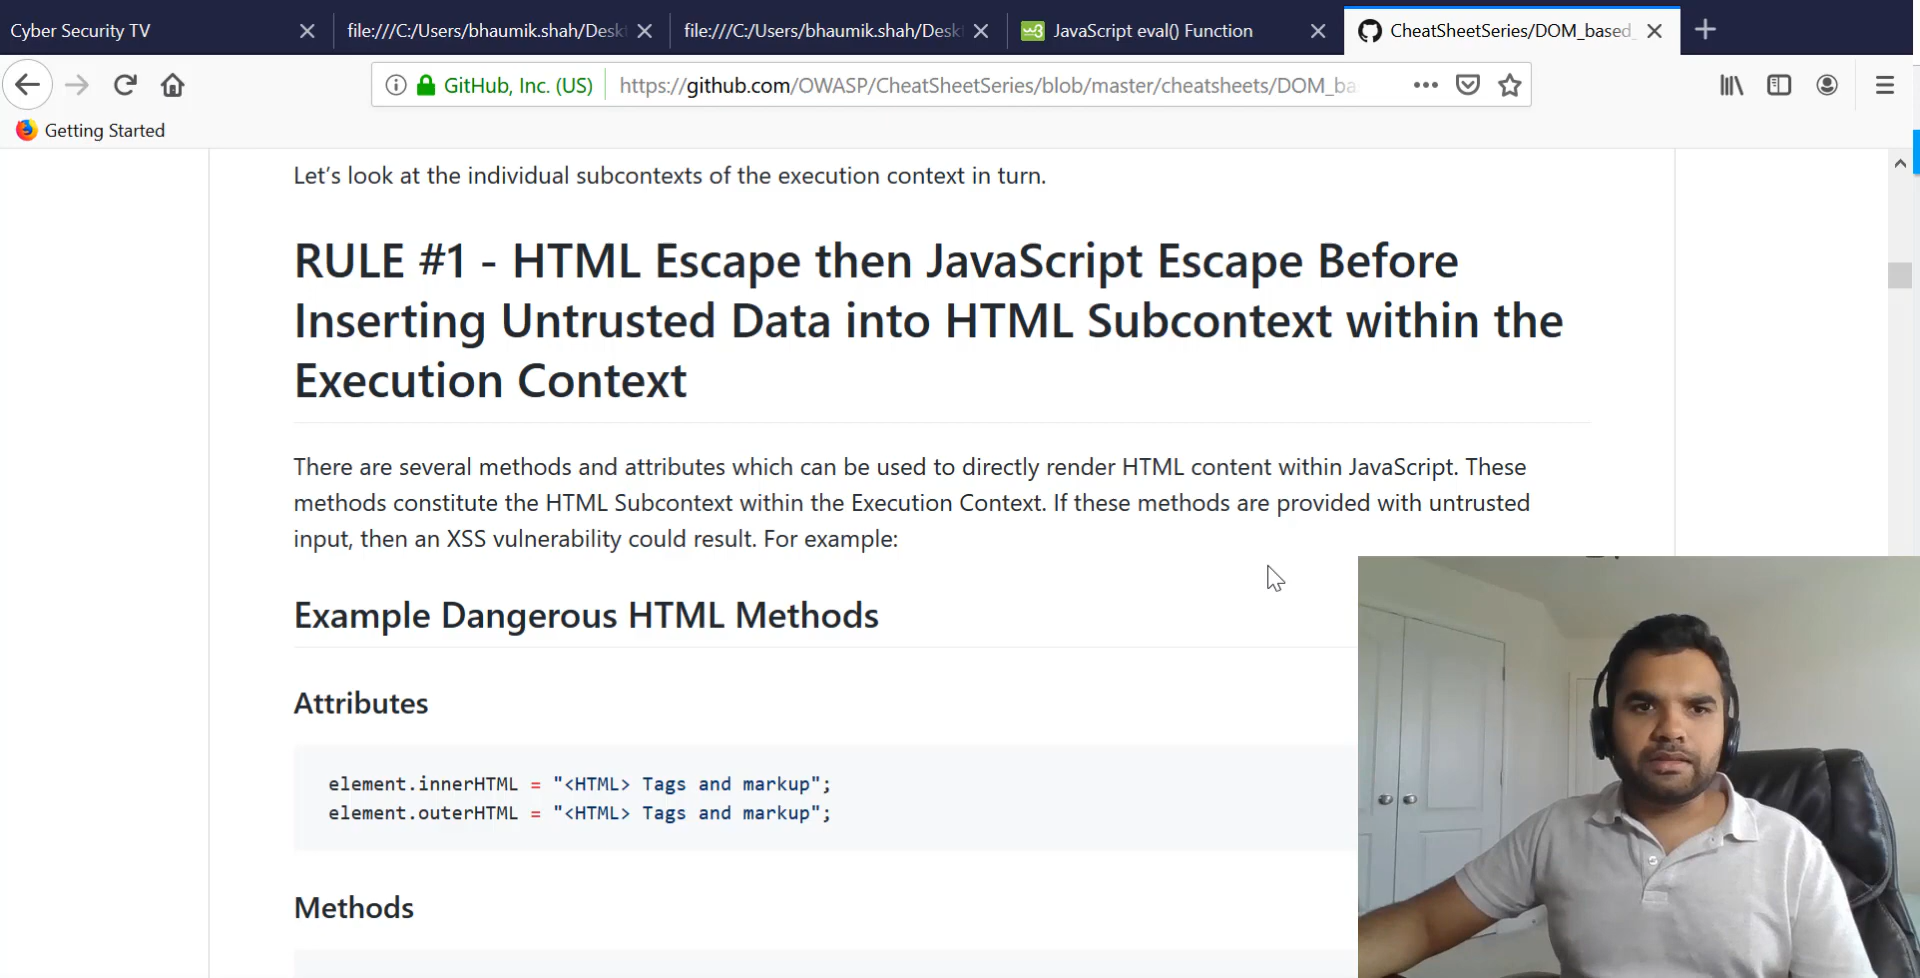 Cyber Security TV
file:///C:/Users/bhaumik.shah/Desk
file:///C:/Users/bhaumik.shah/Desk
w3 JavaScript eval() Function
CheatSheetSeries/DOM_based_
GitHub, Inc. (US)
https://github.com/OWASP/CheatSheetSeries/blob/master/cheatsheets/DOM_ba
Getting Started
Let’s look at the individual subcontexts of the execution context in turn.
RULE #1 - HTML Escape then JavaScript Escape Before
Inserting Untrusted Data into HTML Subcontext within the
Execution Context
There are several methods and attributes which can be used to directly render HTML content within JavaScript. These
methods constitute the HTML Subcontext within the Execution Context. If these methods are provided with untrusted
input, then an XSS vulnerability could result. For example:
Example Dangerous HTML Methods
Attributes
element.innerHTML = "<HTML> Tags and markup";
element.outerHTML = "<HTML> Tags and markup";
Methods